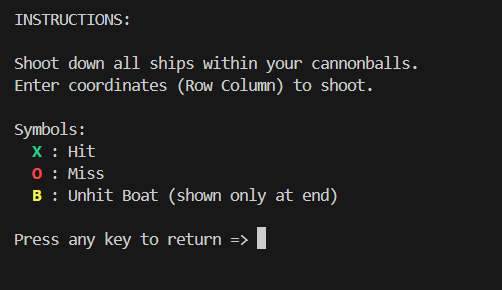 INSTRUCTIONS:
Shoot down all ships within your cannonballs.
Enter coordinates (Row Column) to shoot.
Symbols:
X : Hit
O : Miss
B : Unhit Boat (shown only at end)
Press any key to return =>